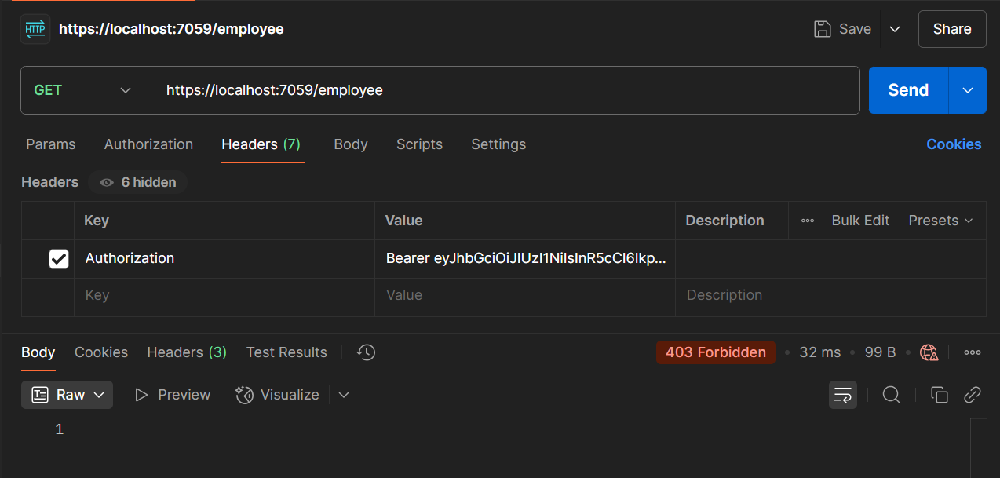 HTTP https://localhost:7059/employee Save Share
GET https://localhost:7059/employee Send
Params Authorization Headers (7) Body Scripts Settings Cookies
Headers 6 hidden
Key Value Description Bulk Edit Presets
Authorization Bearer eyJhbGciOiJIUzI1NiIsInR5cCI6Ikp...
Key Value Description
Body Cookies Headers (3) Test Results 403 Forbidden • 32 ms • 99 B •
Raw Preview Visualize
1